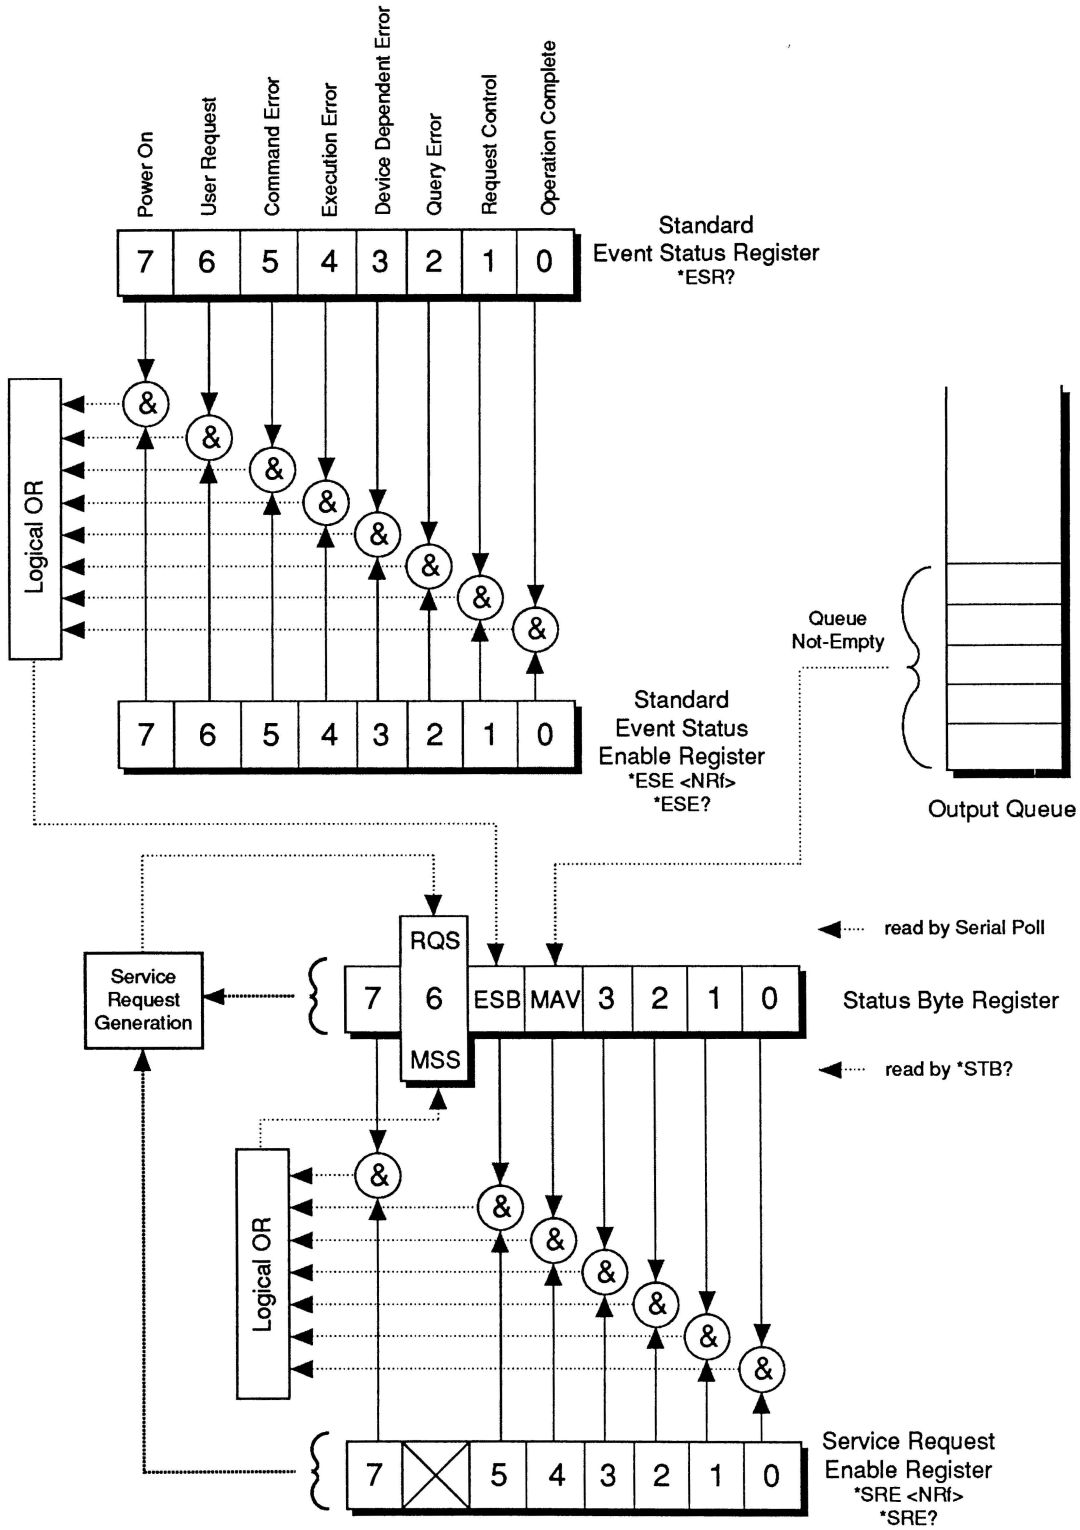 Power On
User Request
Command Error
Execution Error
Device Dependent Error
Query Error
Request Control
Operation Complete
7 6 5 4 3 2 1 0
Standard
Event Status Register
*ESR?
&
&
&
&
&
&
&
&
Logical OR
Queue
Not-Empty
7 6 5 4 3 2 1 0
Standard
Event Status
Enable Register
*ESE <NRf>
*ESE?
Output Queue
RQS
read by Serial Poll
Service
Request
Generation
7 6 ESB MAV 3 2 1 0
Status Byte Register
MSS
read by *STB?
&
&
&
&
&
&
&
Logical OR
7 5 4 3 2 1 0
Service Request
Enable Register
*SRE <NRf>
*SRE?